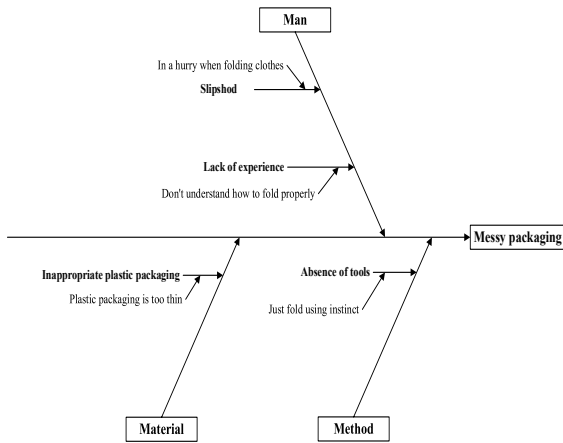 Man
In a hurry when folding clothes
Slipshod
Lack of experience
Don't understand how to fold properly
Messy packaging
Inappropriate plastic packaging
Plastic packaging is too thin
Absence of tools
Just fold using instinct
Material
Method